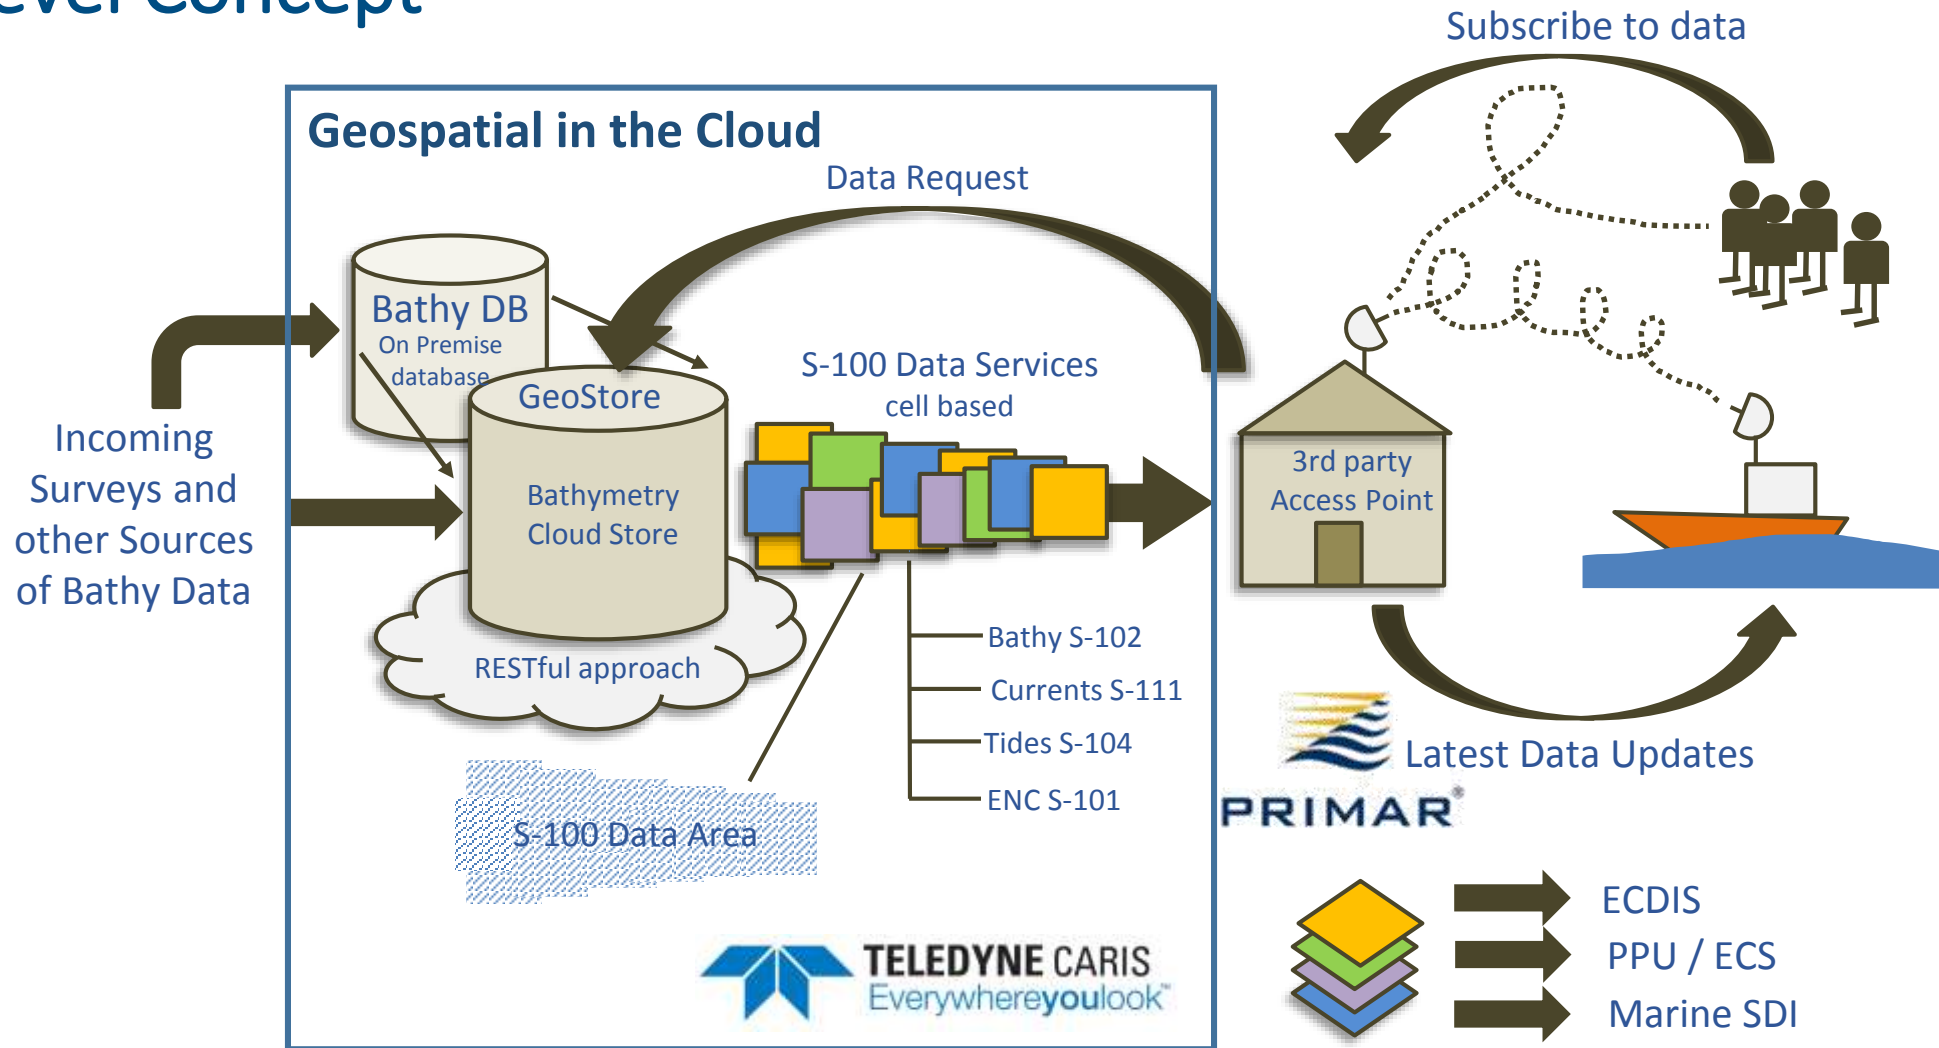 Concept
Subscribe to data
Geospatial in the Cloud
Data Request
Bathy DB
On Premise
database
GeoStore
Bathymetry
Cloud Store
RESTful approach
Incoming
Surveys and
other Sources
of Bathy Data
S-100 Data Services
cell based
Bathy S-102
Currents S-111
Tides S-104
ENC S-101
S-100 Data Area
3rd party
Access Point
Latest Data Updates
PRIMAR®
TELEDYNE CARIS
Everywhereyoulook™
ECDIS
PPU / ECS
Marine SDI